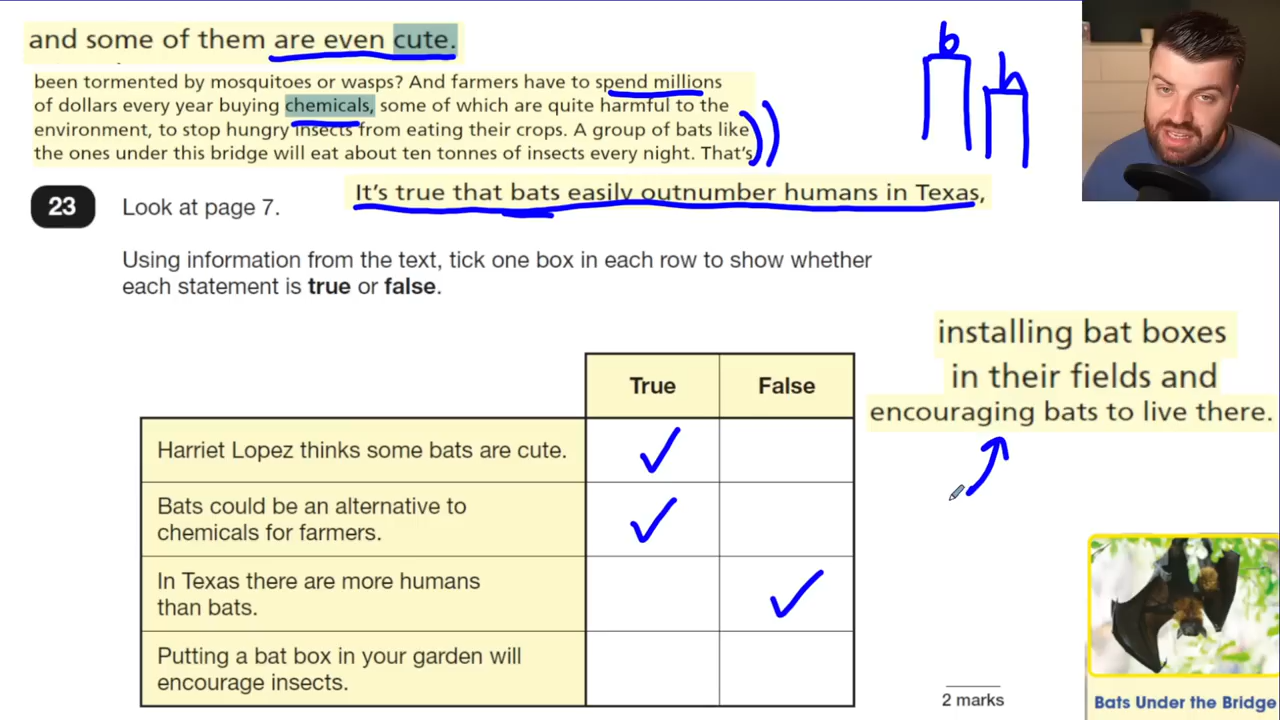 and some of them are even cute.
been tormented by mosquitoes or wasps? And farmers have to spend millions
of dollars every year buying chemicals, some of which are quite harmful to the
environment, to stop hungry insects from eating their crops. A group of bats like
the ones under this bridge will eat about ten tonnes of insects every night. That's
b
h
23
Look at page 7.
It's true that bats easily outnumber humans in Texas,
Using information from the text, tick one box in each row to show whether
each statement is true or false.
installing bat boxes
in their fields and
encouraging bats to live there.
True
False
Harriet Lopez thinks some bats are cute.
Bats could be an alternative to
chemicals for farmers.
In Texas there are more humans
than bats.
Putting a bat box in your garden will
encourage insects.
2 marks
Bats Under the Bridge